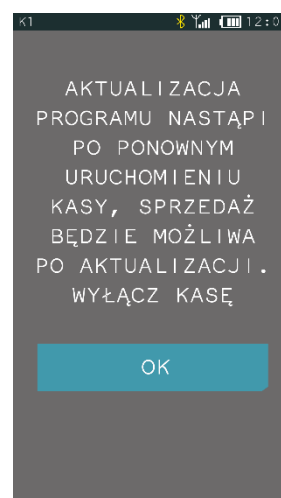 K1 12:0
AKTUALIZACJA
PROGRAMU NASTĄPI
PO PONOWNYM
URUCHOMIENIU
KASY, SPRZEDAŻ
BĘDZIE MOŻLIWA
PO AKTUALIZACJI.
WYŁĄCZ KASĘ
OK